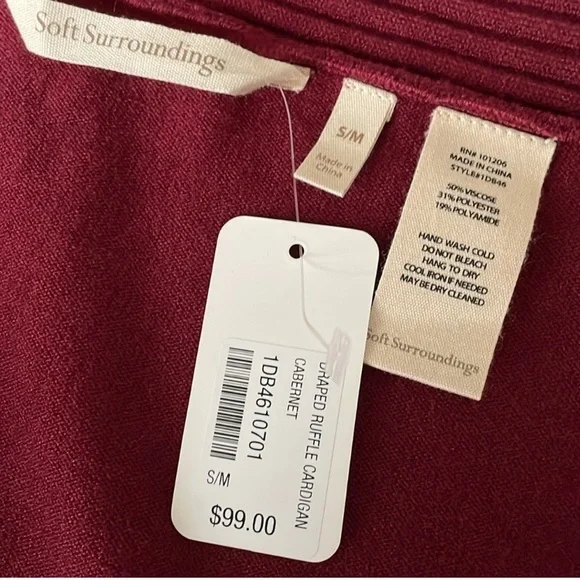 Soft Surroundings
S/M
Made in
China
RN# 101206
MADE IN CHINA
STYLE#1DB46
50% VISCOSE
31% POLYESTER
19% POLYAMIDE
HAND WASH COLD
DO NOT BLEACH
HANG TO DRY
COOL IRON IF NEEDED
MAY BE DRY CLEANED
Soft Surroundings
DRAPED RUFFLE CARDIGAN
CABERNET
1DB4610701
S/M
$99.00